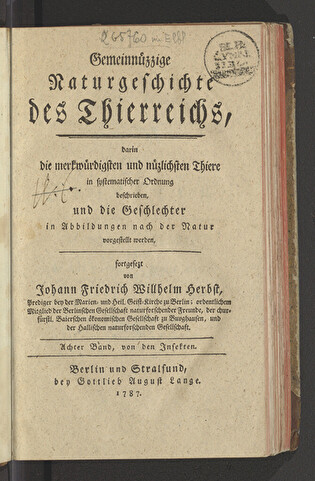 Gemeinnüzzige
Naturgeschichte
des Thierreichs,
darin
die merkwürdigsten und nüzlichsten Thiere
in systematischer Ordnung
beschrieben,
und die Geschlechter
in Abbildungen nach der Natur
vorgestellt werden,
fortgesezt
von
Johann Friedrich Wilhelm Herbst,
Prediger bey der Marien- und Heil. Geist-Kirche zu Berlin; ordentlichem
Mitglied der Berlinschen Gesellschaft naturforschender Freunde, der chur-
fürstl. Baierschen ökonomischen Gesellschaft zu Burghausen, und
der Hallischen naturforschenden Gesellschaft.
Achter Band, von den Insekten.
Berlin und Stralsund,
bey Gottlieb August Lange.
1787.